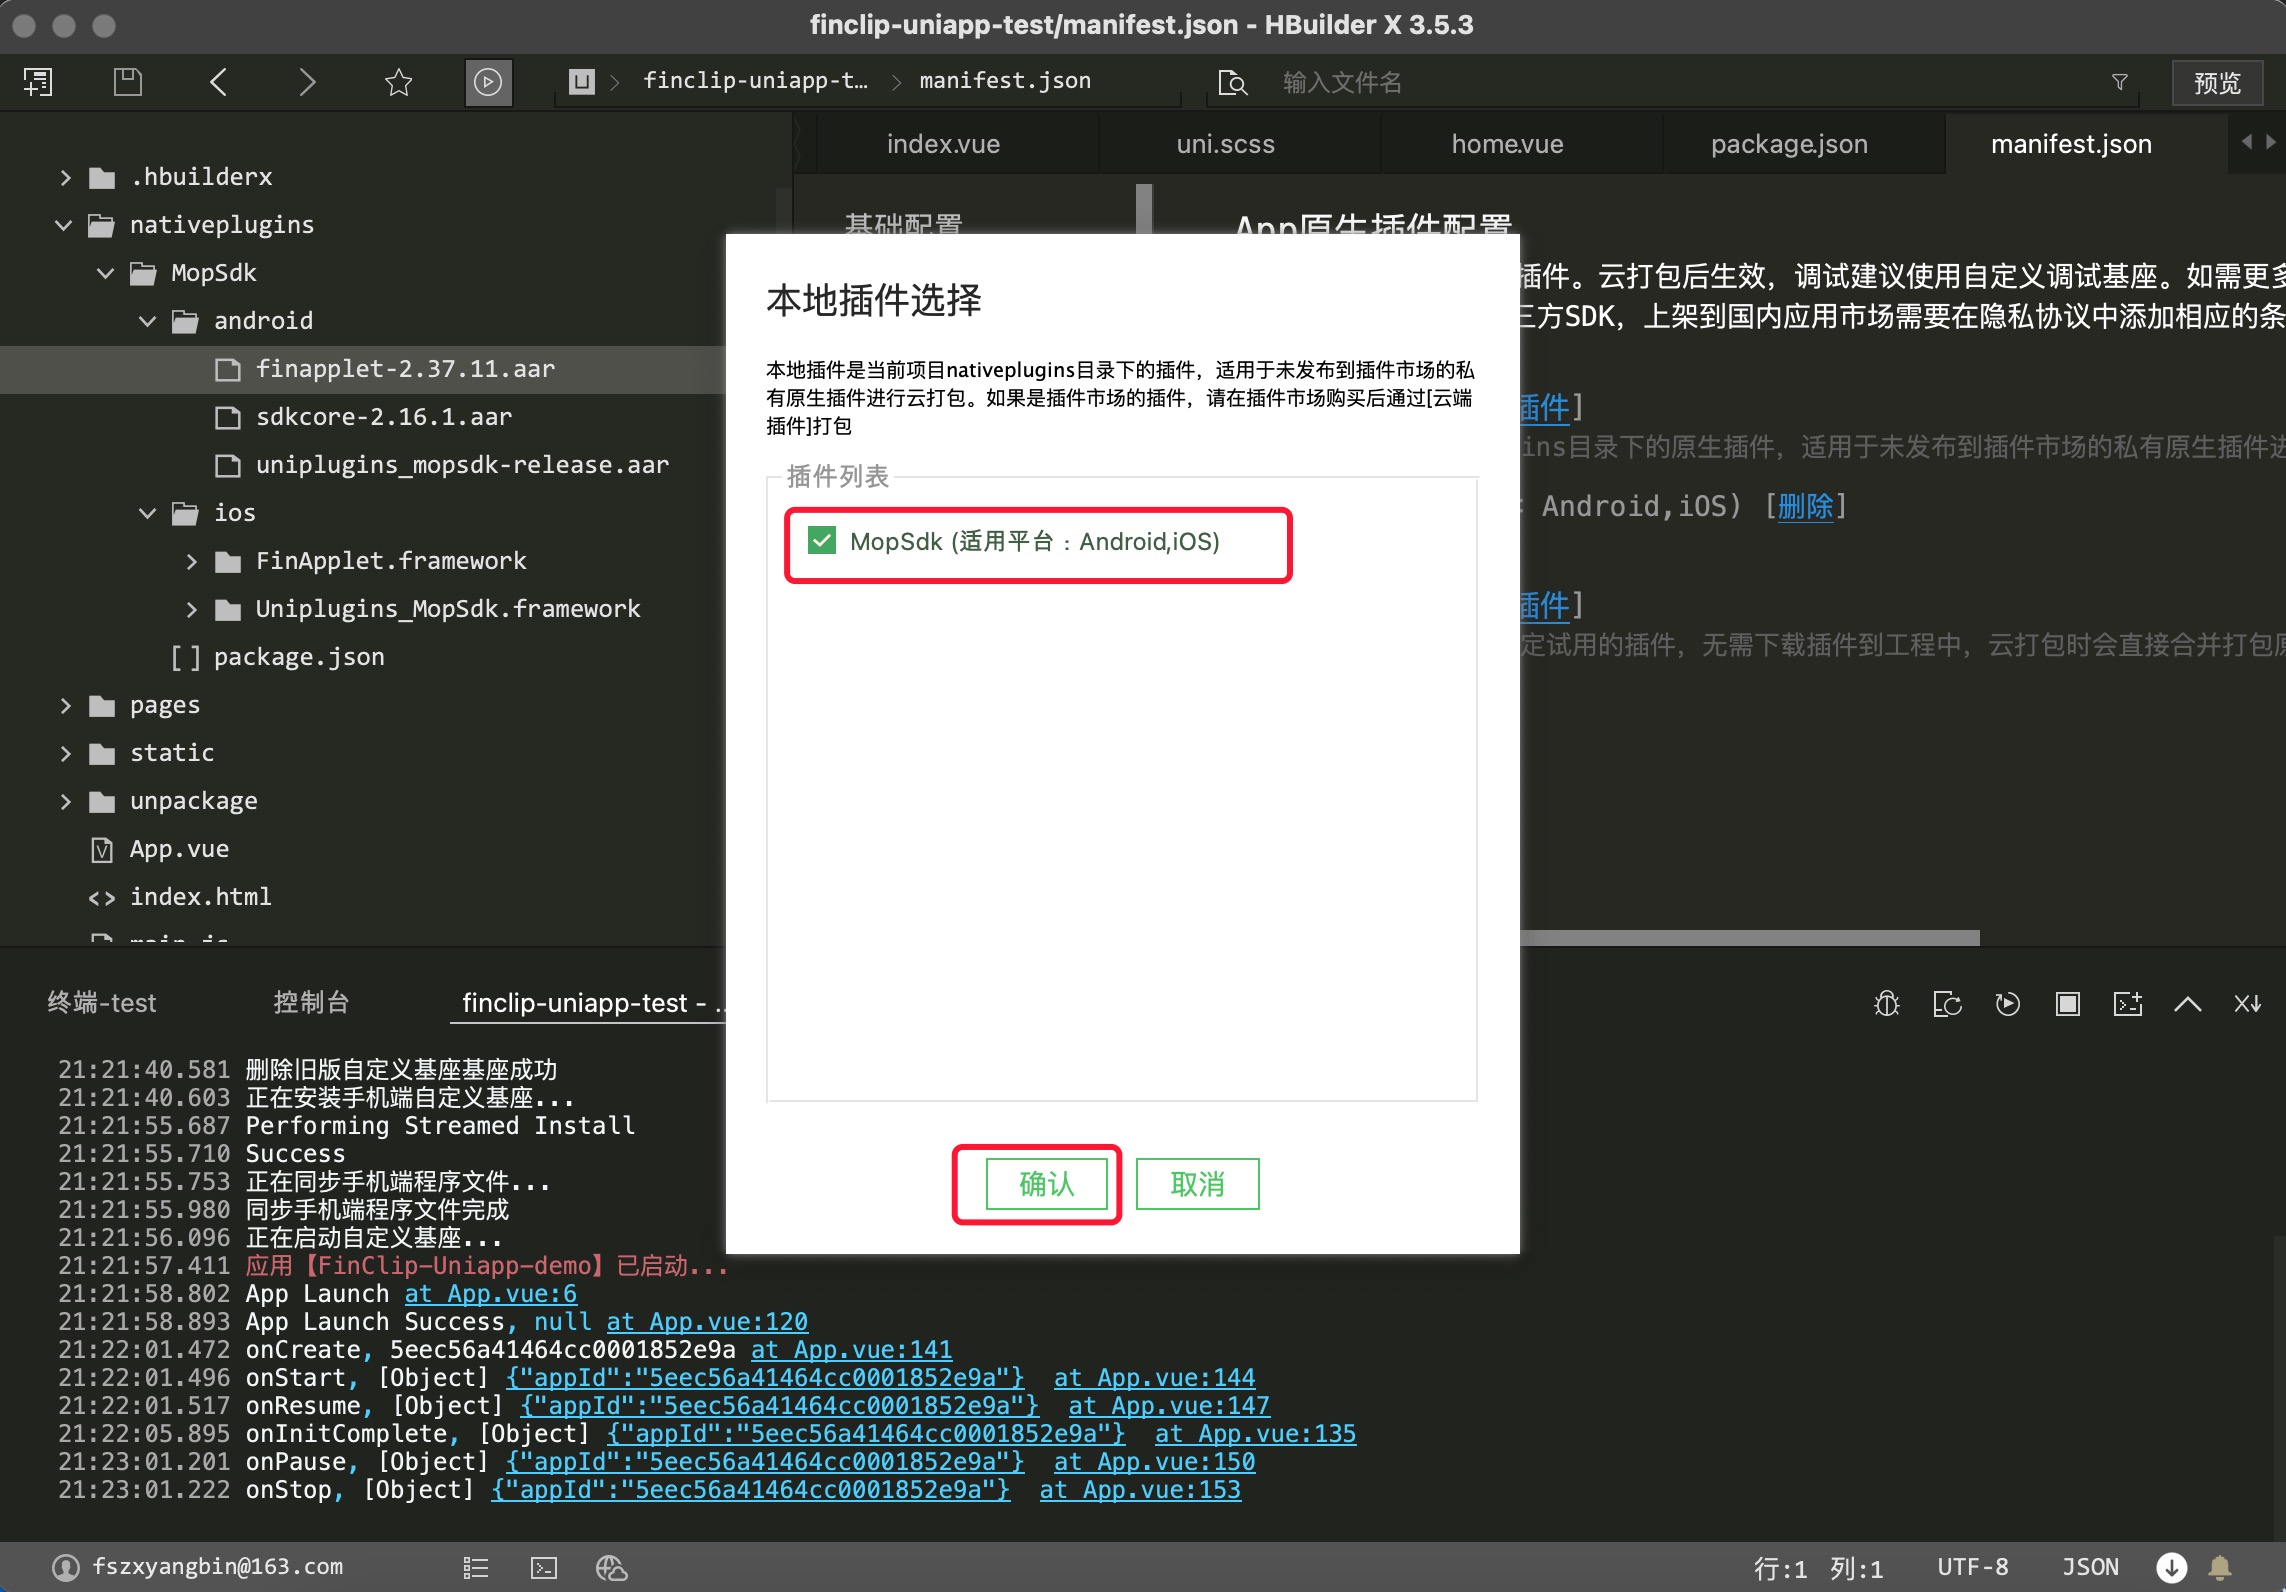 finclip-uniapp-test/manifest.json - HBuilder X 3.5.3
U finclip-uniapp-t… manifest.json
输入文件名
预览
index.vue
uni.scss
home.vue
package.json
manifest.json
.hbuilderx
nativeplugins
MopSdk
android
finapplet-2.37.11.aar
sdkcore-2.16.1.aar
uniplugins_mopsdk-release.aar
ios
FinApplet.framework
Uniplugins_MopSdk.framework
[ ] package.json
pages
static
unpackage
App.vue
<> index.html
main.js
基础配置
App原生插件配置
插件。云打包后生效，调试建议使用自定义调试基座。如需更多
三方SDK，上架到国内应用市场需要在隐私协议中添加相应的条
插件]
ins目录下的原生插件，适用于未发布到插件市场的私有原生插件进
: Android,iOS) [删除]
插件]
定试用的插件，无需下载插件到工程中，云打包时会直接合并打包原
本地插件选择
本地插件是当前项目nativeplugins目录下的插件，适用于未发布到插件市场的私
有原生插件进行云打包。如果是插件市场的插件，请在插件市场购买后通过[云端
插件]打包
插件列表
MopSdk (适用平台：Android,iOS)
确认
取消
终端-test
控制台
finclip-uniapp-test - ..
21:21:40.581 删除旧版自定义基座基座成功
21:21:40.603 正在安装手机端自定义基座...
21:21:55.687 Performing Streamed Install
21:21:55.710 Success
21:21:55.753 正在同步手机端程序文件...
21:21:55.980 同步手机端程序文件完成
21:21:56.096 正在启动自定义基座...
21:21:57.411 应用【FinClip-Uniapp-demo】已启动...
21:21:58.802 App Launch at App.vue:6
21:21:58.893 App Launch Success, null at App.vue:120
21:22:01.472 onCreate, 5eec56a41464cc0001852e9a at App.vue:141
21:22:01.496 onStart, [Object] {"appId":"5eec56a41464cc0001852e9a"} at App.vue:144
21:22:01.517 onResume, [Object] {"appId":"5eec56a41464cc0001852e9a"} at App.vue:147
21:22:05.895 onInitComplete, [Object] {"appId":"5eec56a41464cc0001852e9a"} at App.vue:135
21:23:01.201 onPause, [Object] {"appId":"5eec56a41464cc0001852e9a"} at App.vue:150
21:23:01.222 onStop, [Object] {"appId":"5eec56a41464cc0001852e9a"} at App.vue:153
fszxyangbin@163.com
行:1 列:1
UTF-8
JSON